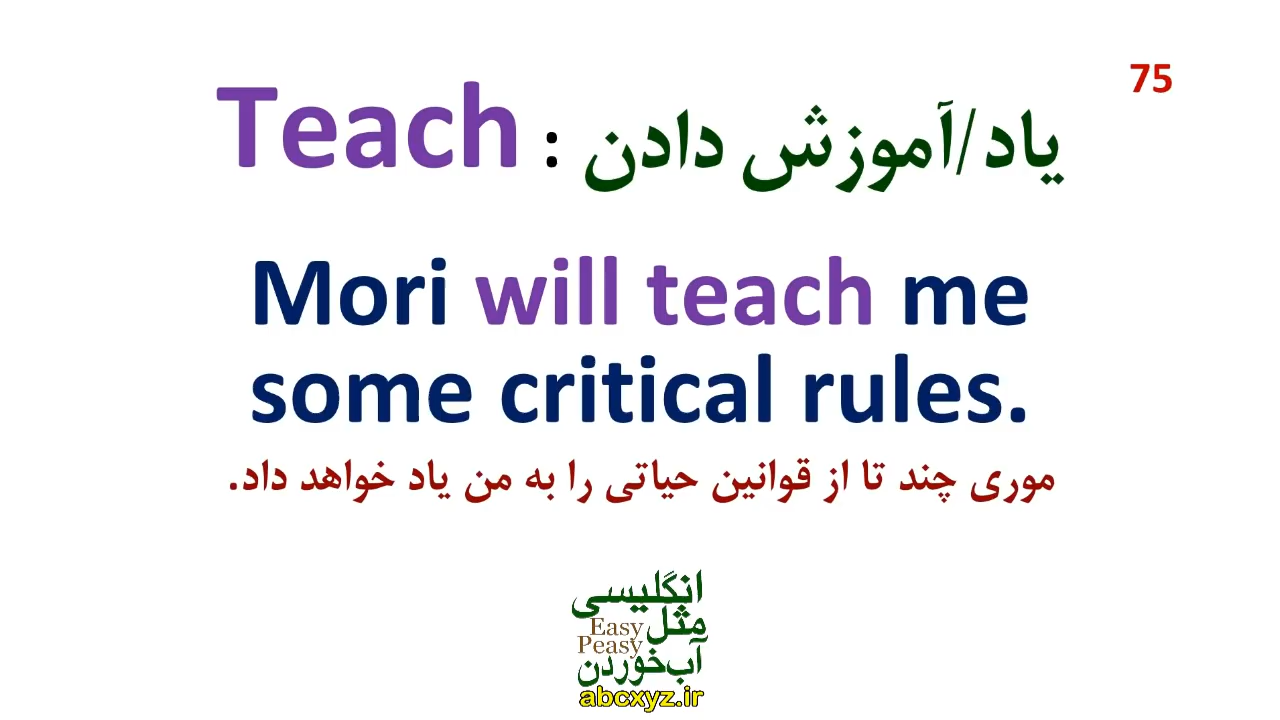 75
Teach : یاد/آموزش دادن
Mori will teach me
some critical rules.
موری چند تا از قوانین حیاتی را به من یاد خواهد داد.
انگلیسی
مثل Easy
Peasy
آب‌خوردن
abcxyz.ir